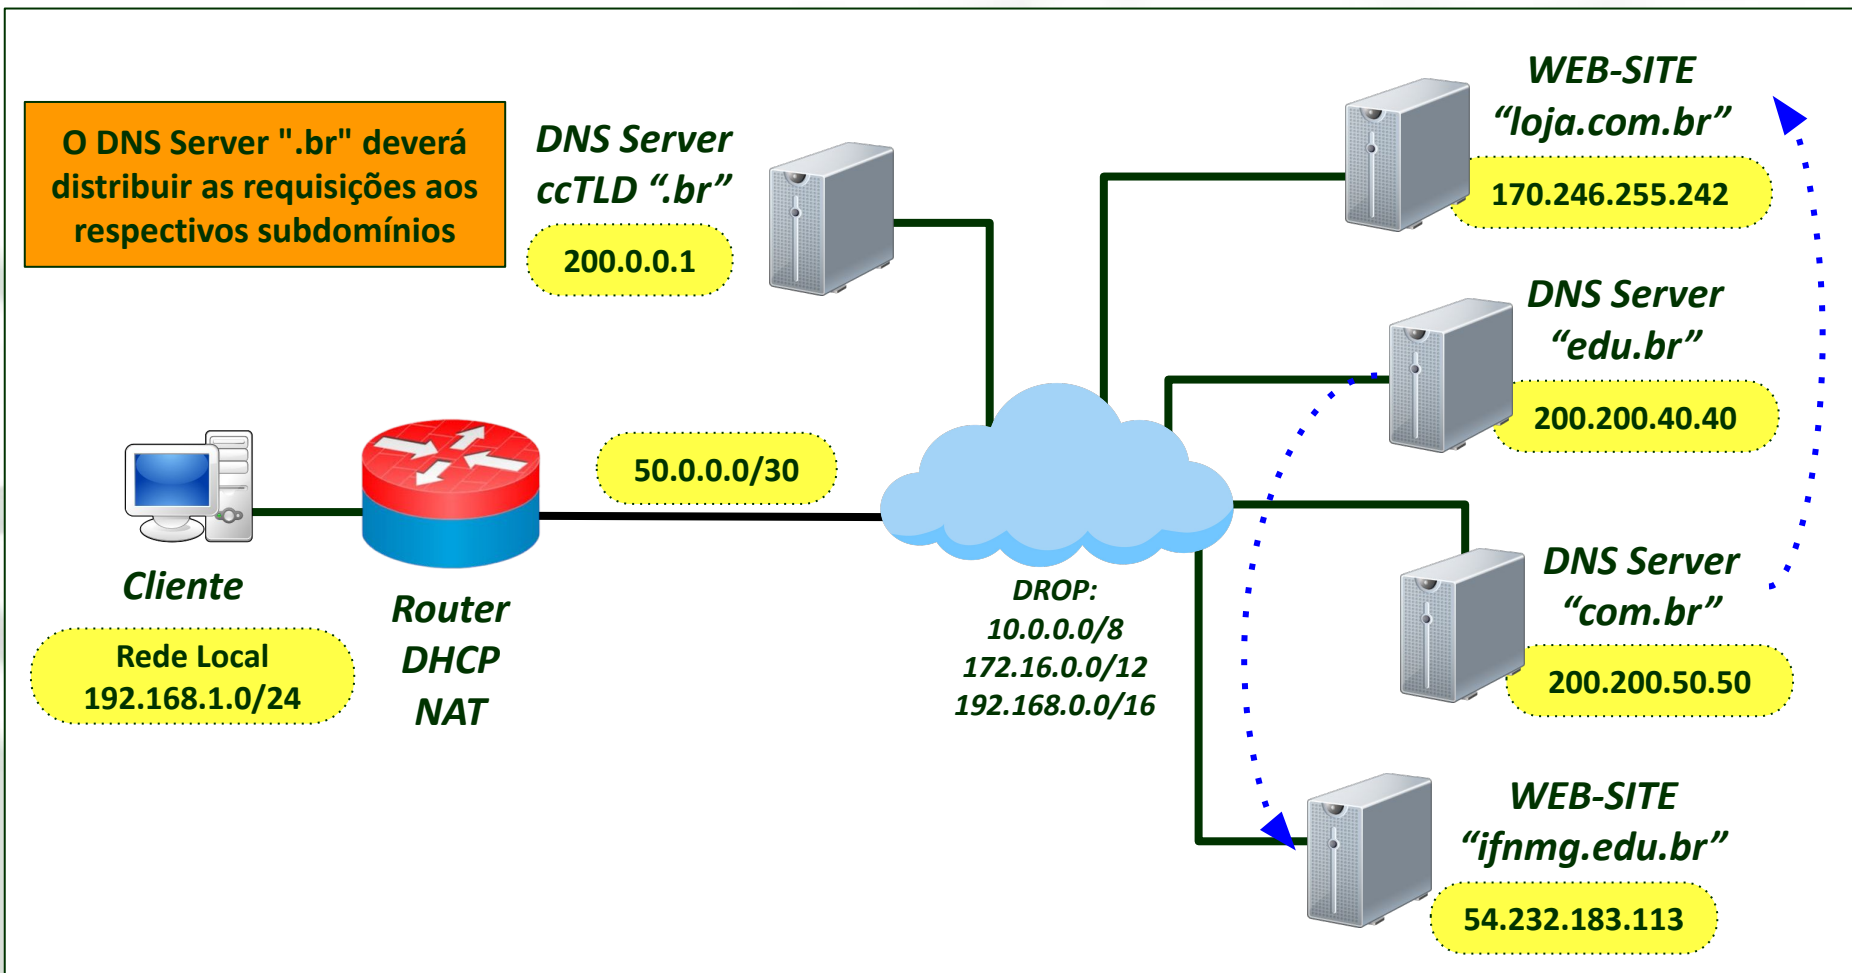 O DNS Server ".br" deverá
distribuir as requisições aos
respectivos subdomínios
DNS Server
ccTLD “.br”
200.0.0.1
WEB-SITE
“loja.com.br”
170.246.255.242
DNS Server
“edu.br”
200.200.40.40
50.0.0.0/30
Cliente
Rede Local
192.168.1.0/24
Router
DHCP
NAT
DROP:
10.0.0.0/8
172.16.0.0/12
192.168.0.0/16
DNS Server
“com.br”
200.200.50.50
WEB-SITE
“ifnmg.edu.br”
54.232.183.113